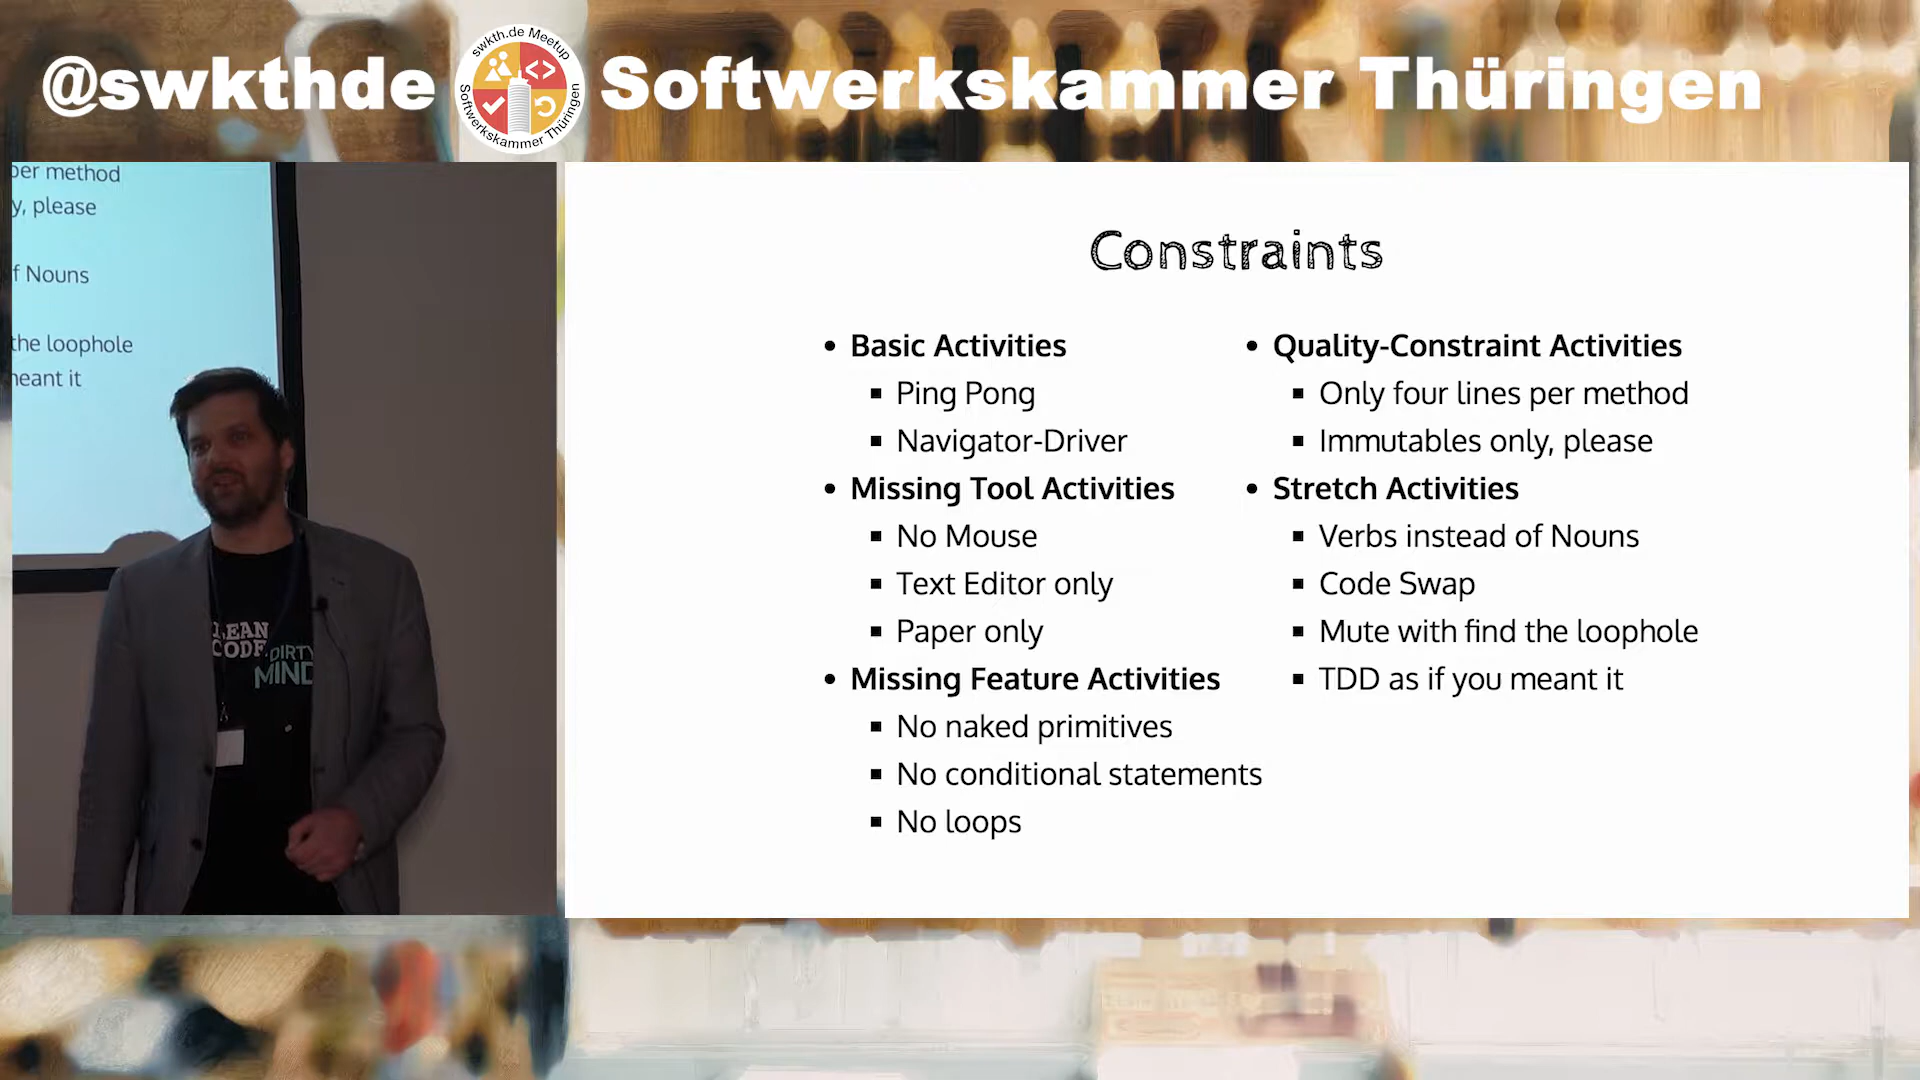 @swkthde
swkth.de Meetup
Softwerkskammer Thüringen
Softwerkskammer Thüringen
per method
y, please
f Nouns
the loophole
meant it
LEAN
CODE
DIRTY
MIND
Constraints
• Basic Activities
▪ Ping Pong
▪ Navigator-Driver
• Missing Tool Activities
▪ No Mouse
▪ Text Editor only
▪ Paper only
• Missing Feature Activities
▪ No naked primitives
▪ No conditional statements
▪ No loops
• Quality-Constraint Activities
▪ Only four lines per method
▪ Immutables only, please
• Stretch Activities
▪ Verbs instead of Nouns
▪ Code Swap
▪ Mute with find the loophole
▪ TDD as if you meant it